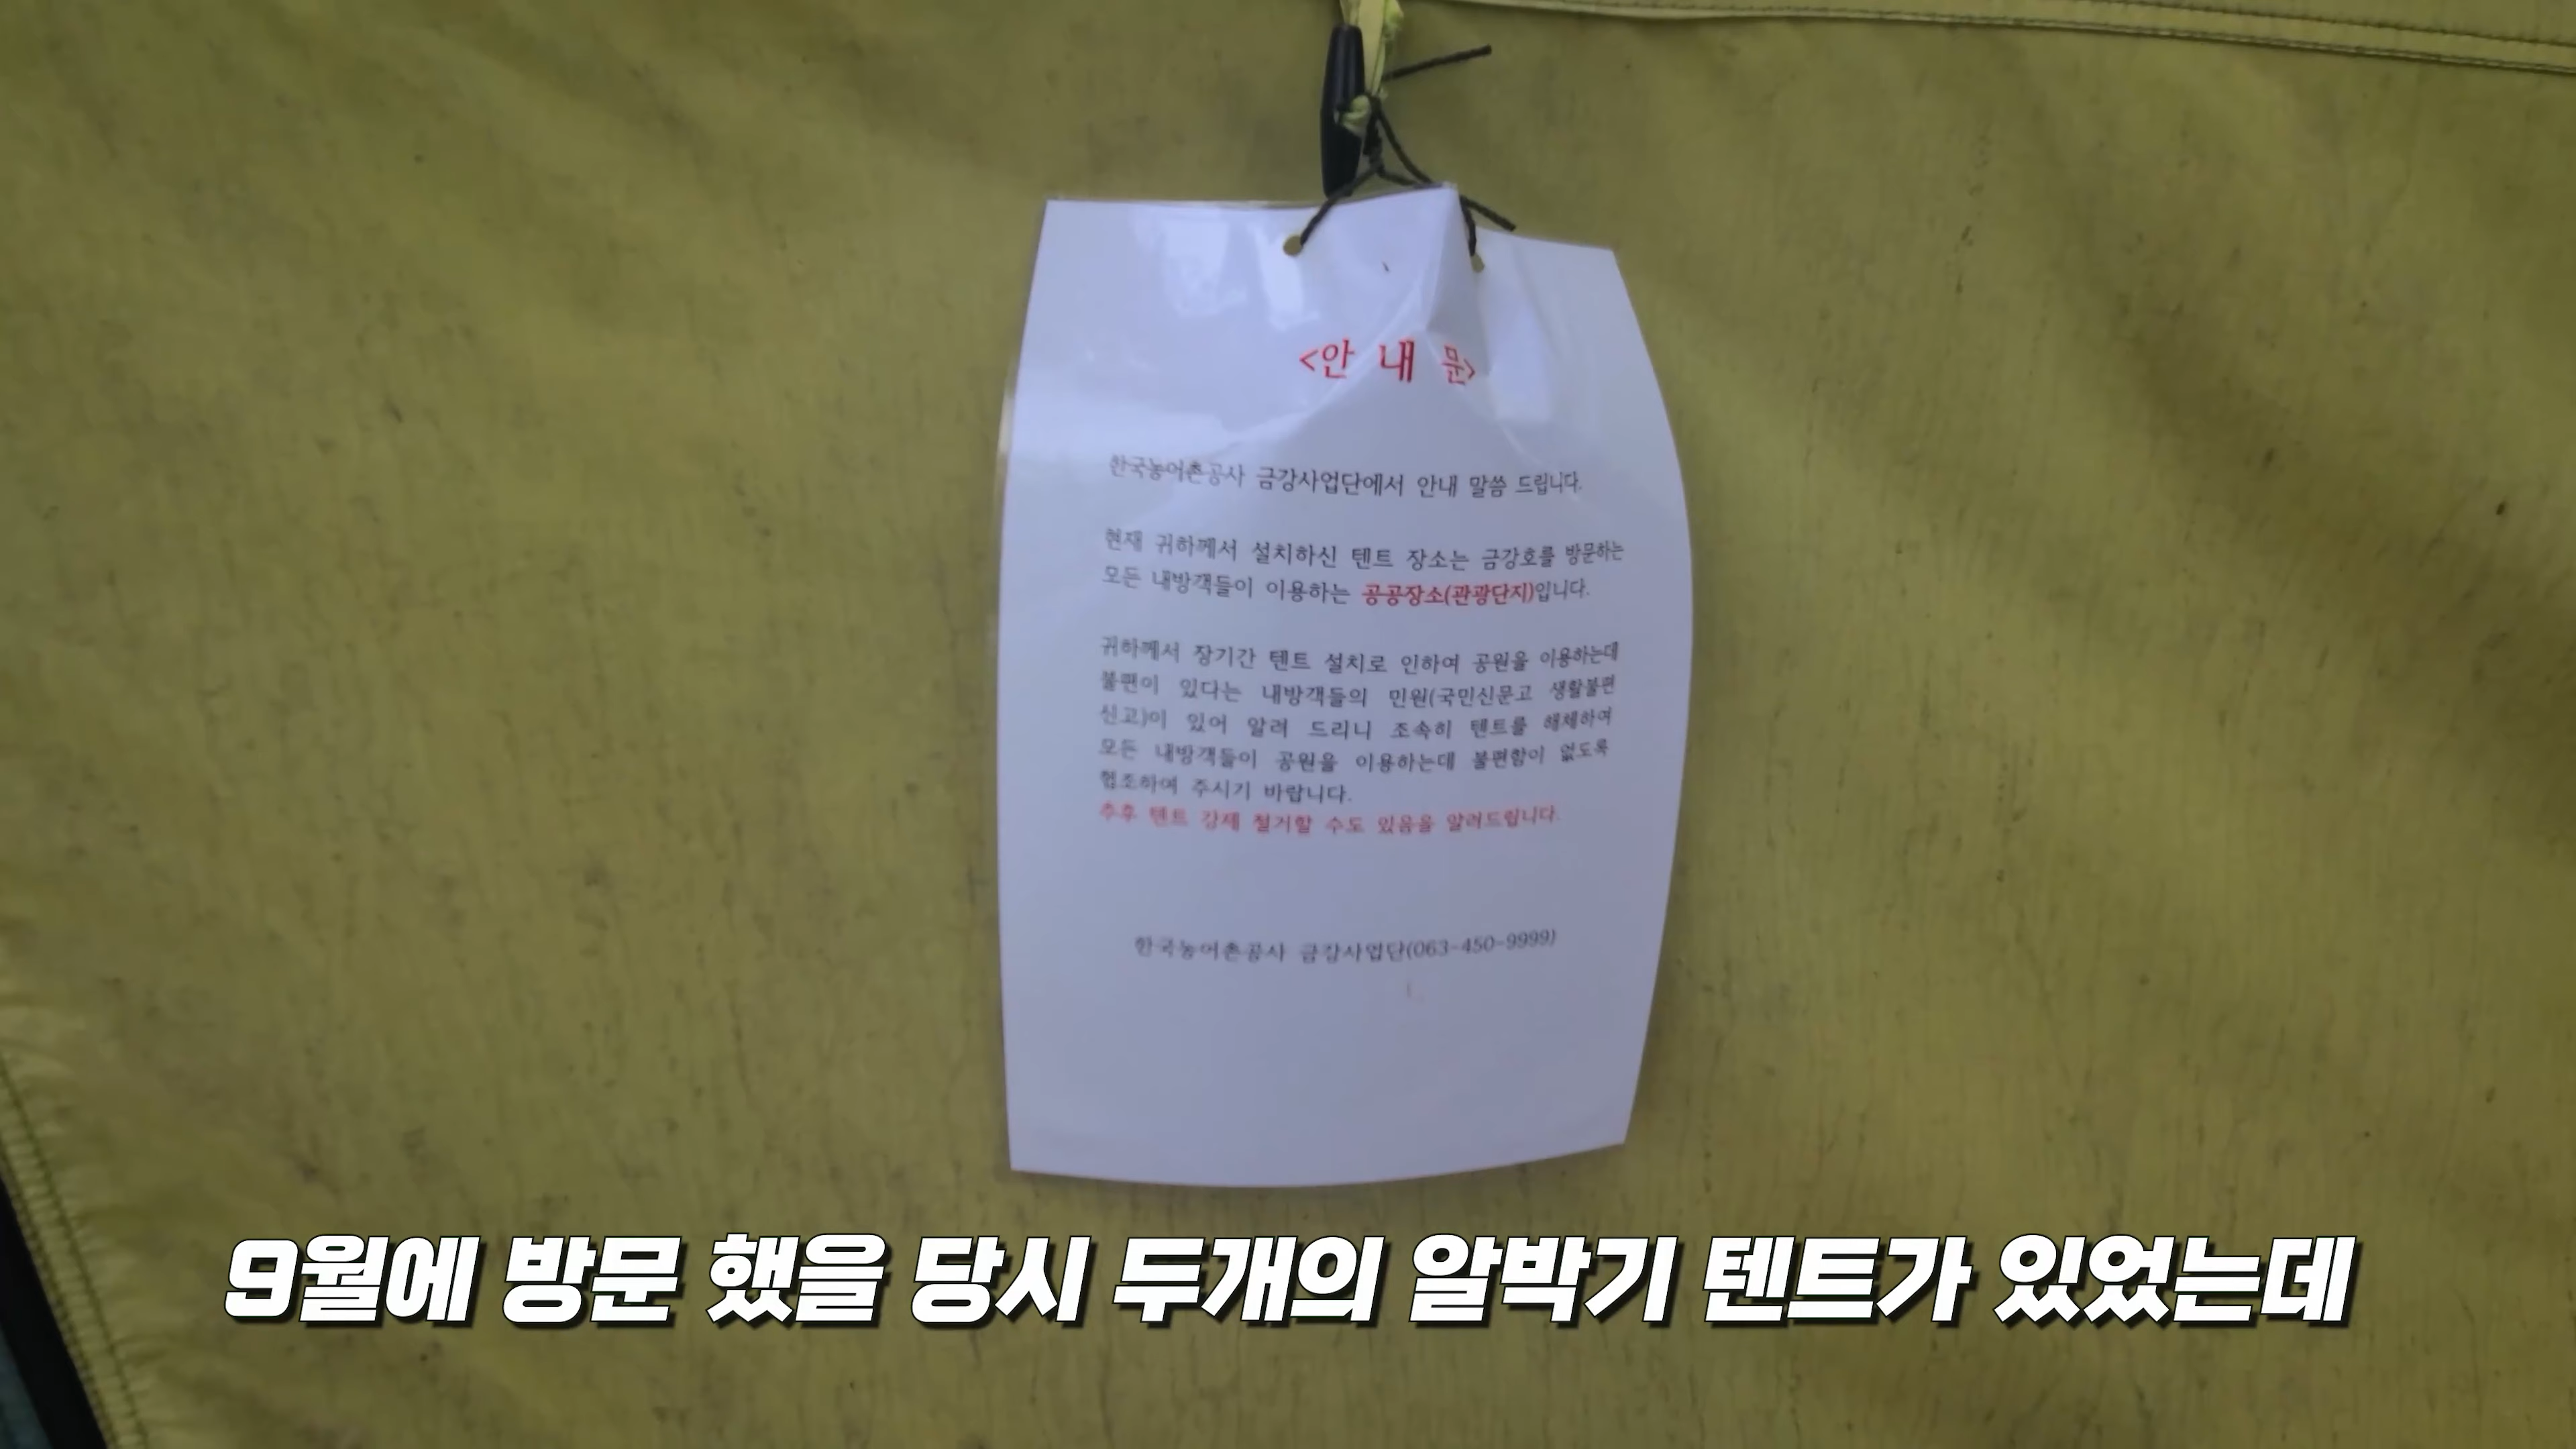 <안 내 문>
한국농어촌공사 금강사업단에서 안내 말씀 드립니다.
현재 귀하께서 설치하신 텐트 장소는 금강호를 방문하는
모든 내방객들이 이용하는 공공장소(관광단지)입니다.
귀하께서 장기간 텐트 설치로 인하여 공원을 이용하는데
불편이 있다는 내방객들의 민원(국민신문고 생활불편
신고)이 있어 알려 드리니 조속히 텐트를 해체하여
모든 내방객들이 공원을 이용하는데 불편함이 없도록
협조하여 주시기 바랍니다.
추후 텐트 강제 철거할 수도 있음을 알려드립니다.
한국농어촌공사 금강사업단(063-450-9999)
9월에 방문 했을 당시 두개의 알박기 텐트가 있었는데